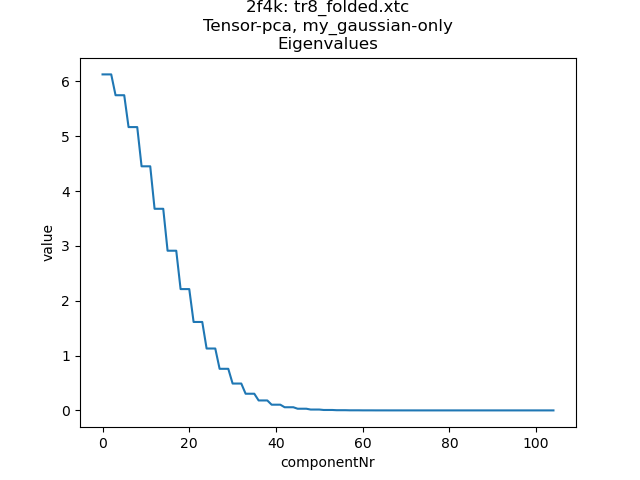 2f4k: tr8_folded.xtc
Tensor-pca, my_gaussian-only
Eigenvalues
value
6
5
4
3
2
1
0
0 20 40 60 80 100
componentNr